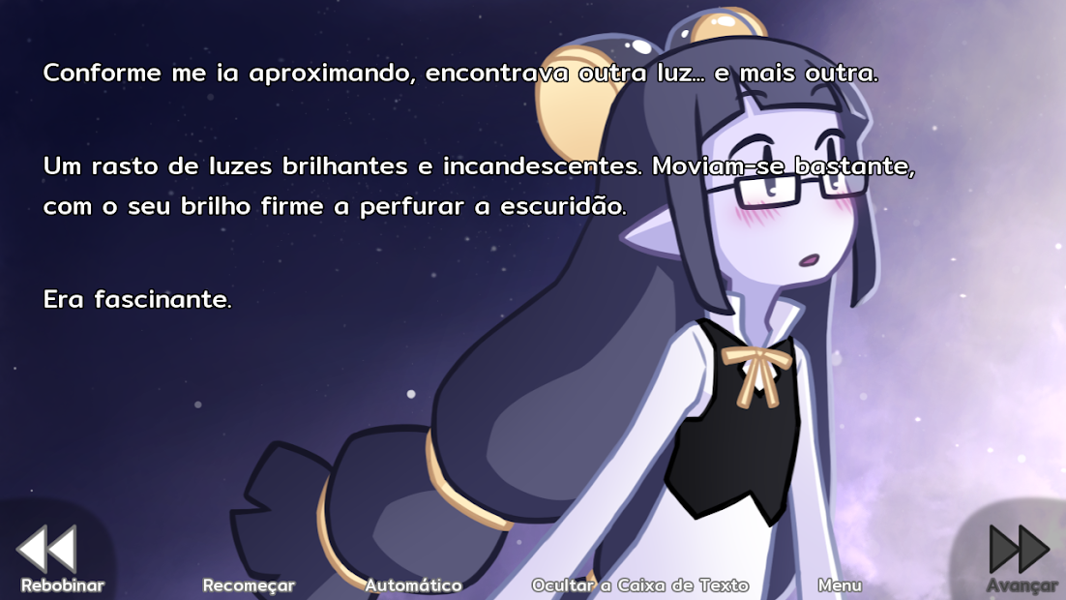 Conforme me ia aproximando, encontrava outra luz... e mais outra.
Um rasto de luzes brilhantes e incandescentes. Moviam-se bastante,
com o seu brilho firme a perfurar a escuridão.
Era fascinante.
Rebobinar
Recomeçar
Automático
Ocultar a Caixa de Texto
Menu
Avançar